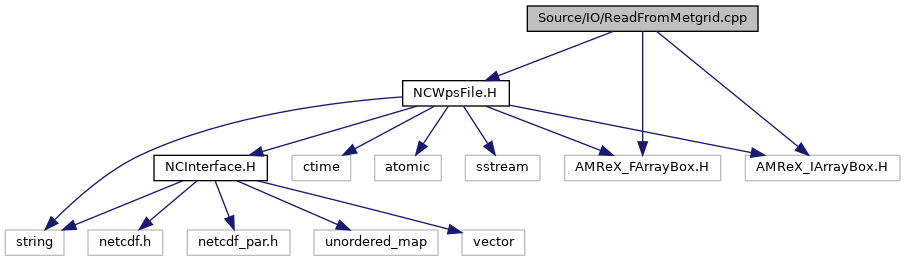 Source/IO/ReadFromMetgrid.cpp
NCWpsFile.H
NCInterface.H
ctime
atomic
sstream
AMReX_FArrayBox.H
AMReX_IArrayBox.H
string
netcdf.h
netcdf_par.h
unordered_map
vector